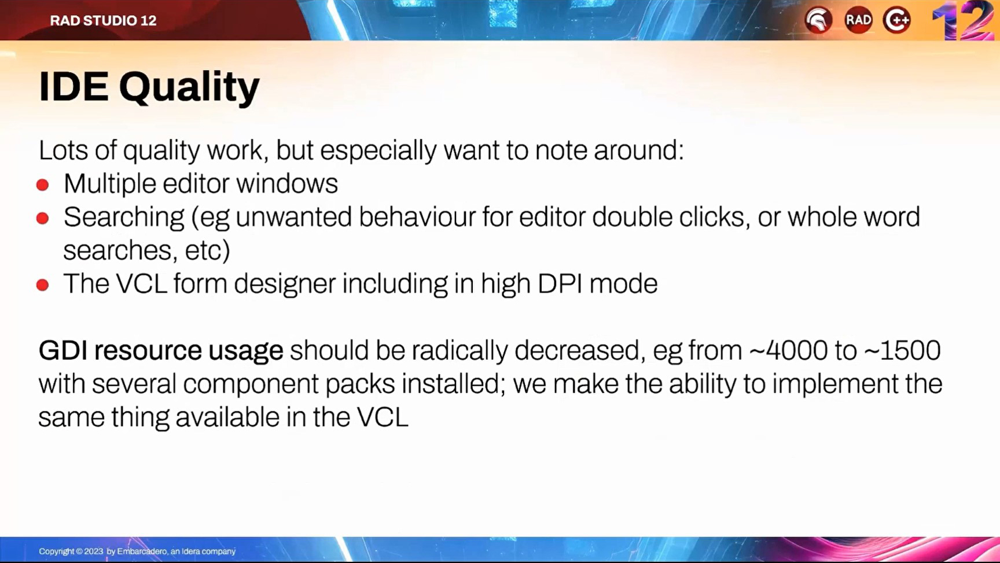 RAD STUDIO 12
RAD
C++
12
IDE Quality
Lots of quality work, but especially want to note around:
● Multiple editor windows
● Searching (eg unwanted behaviour for editor double clicks, or whole word
searches, etc)
● The VCL form designer including in high DPI mode
GDI resource usage should be radically decreased, eg from ~4000 to ~1500
with several component packs installed; we make the ability to implement the
same thing available in the VCL
Copyright © 2023 by Embarcadero, an Idera company